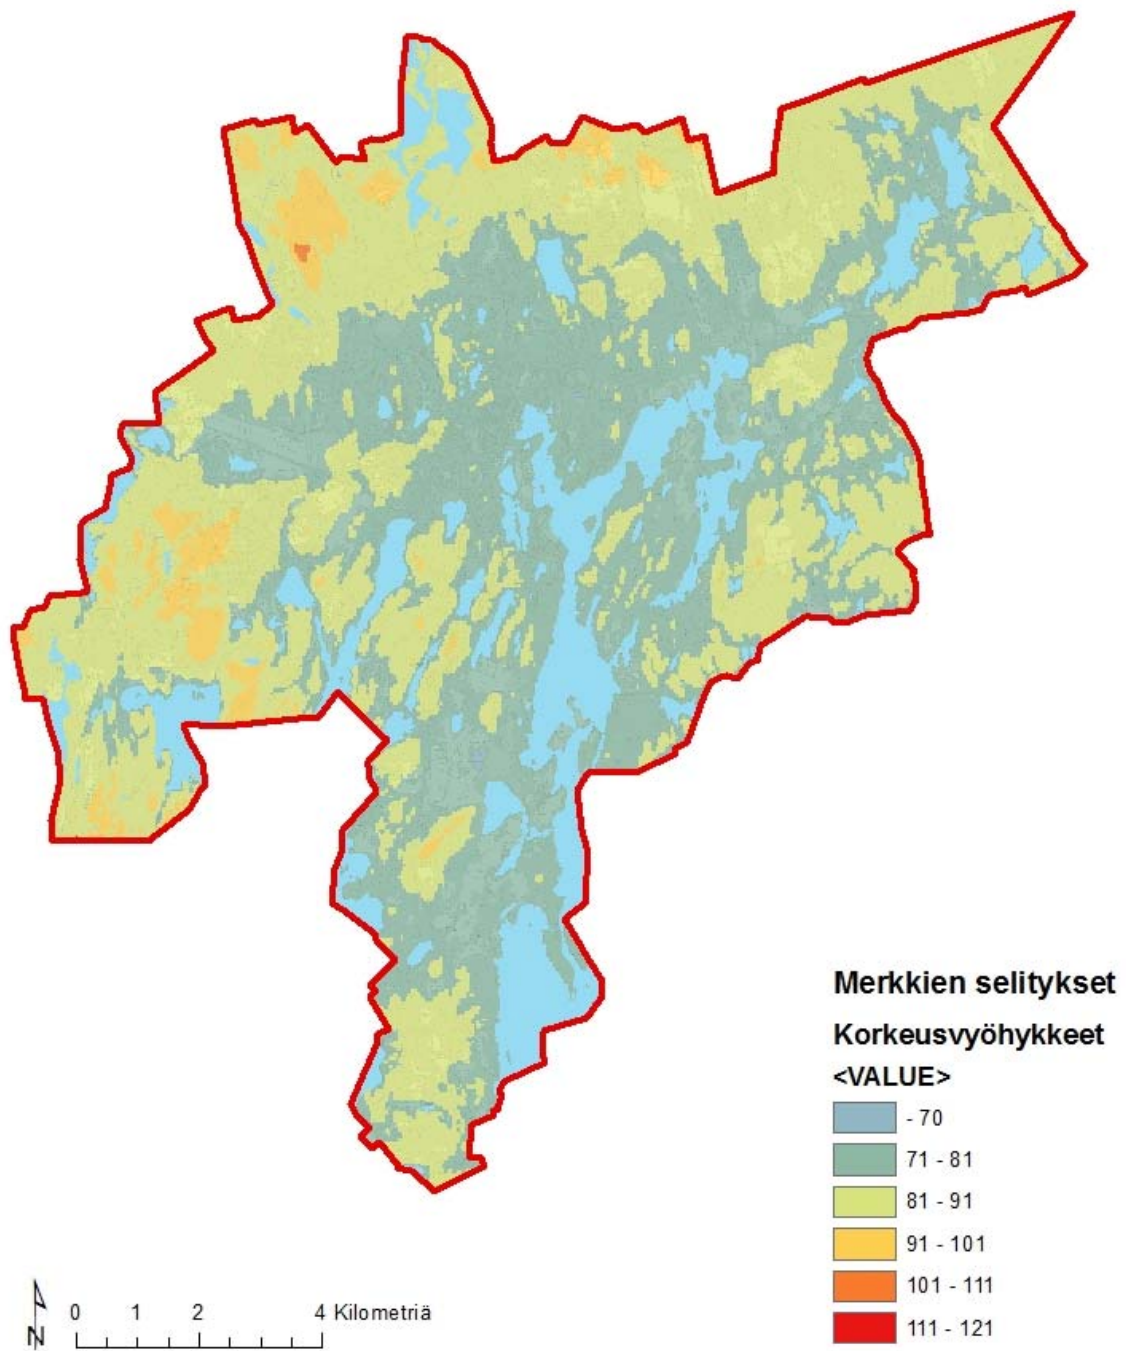 Merkkien selitykset
Korkeusvyöhykkeet
<VALUE>
- 70
71 - 81
81 - 91
91 - 101
101 - 111
111 - 121
N
0 1 2 4 Kilometriä